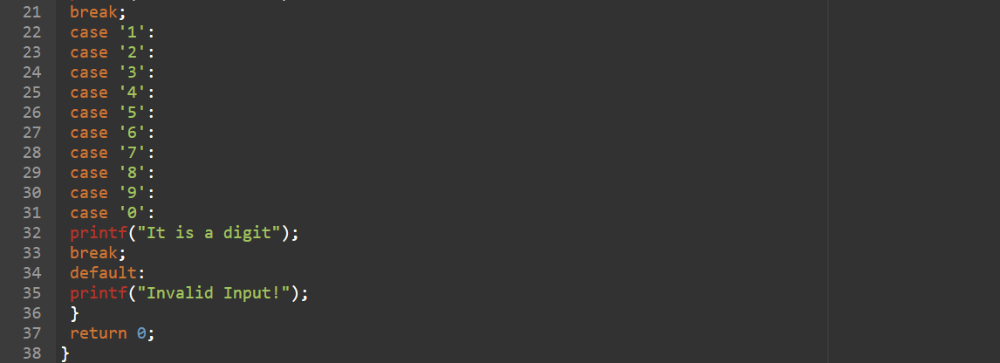 21 break;
22 case '1':
23 case '2':
24 case '3':
25 case '4':
26 case '5':
27 case '6':
28 case '7':
29 case '8':
30 case '9':
31 case '0':
32 printf("It is a digit");
33 break;
34 default:
35 printf("Invalid Input!");
36 }
37 return 0;
38 }